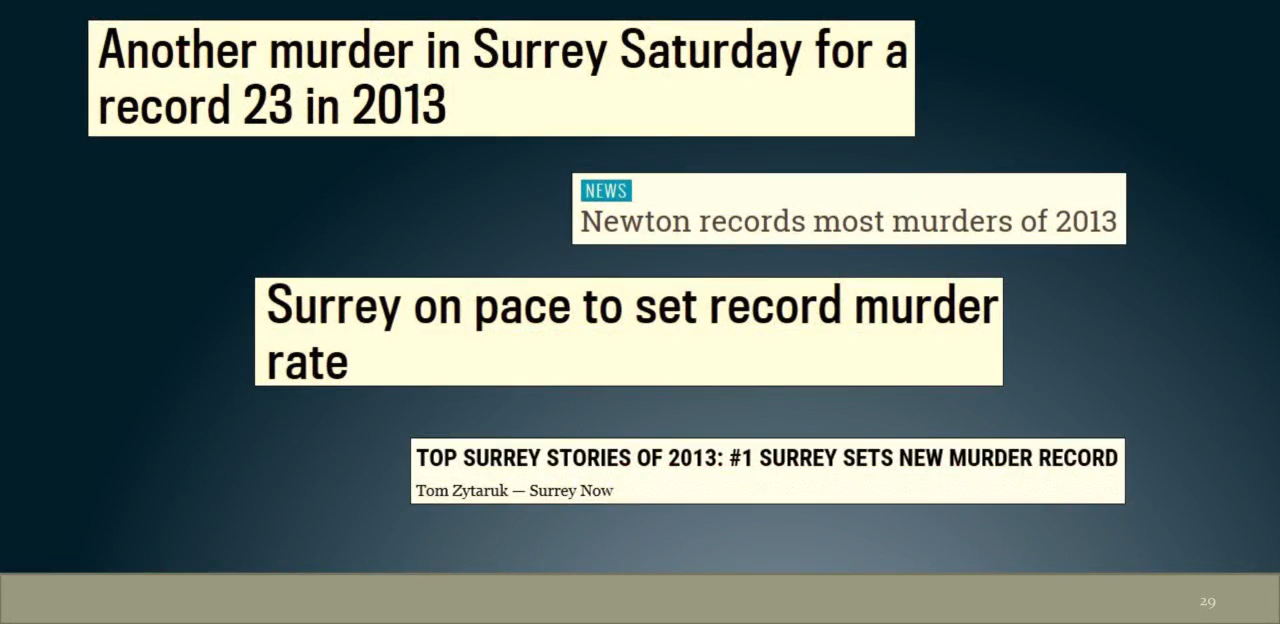 Another murder in Surrey Saturday for a
record 23 in 2013
NEWS
Newton records most murders of 2013
Surrey on pace to set record murder
rate
TOP SURREY STORIES OF 2013: #1 SURREY SETS NEW MURDER RECORD
Tom Zytaruk — Surrey Now
29